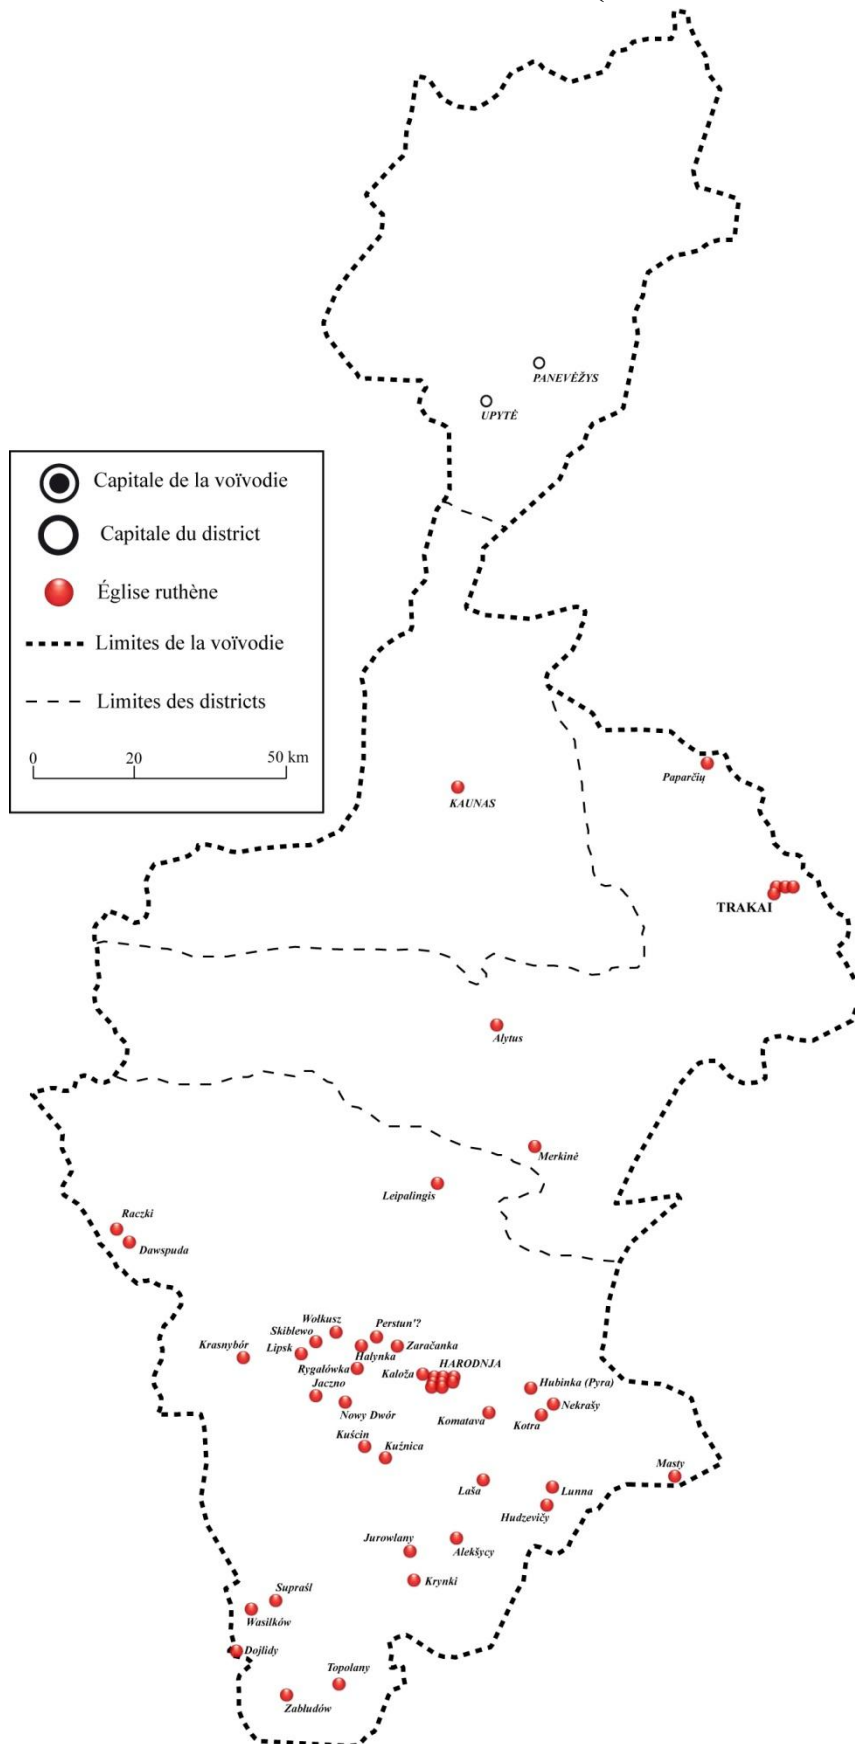 PANEVĖŽYS
UPYTĖ
Capitale de la voïvodie
Capitale du district
Église ruthène
Limites de la voïvodie
Limites des districts
0 20 50 km
Paparčių
KAUNAS
TRAKAI
Alytus
Merkinė
Leipalingis
Raczki
Dawspuda
Wołkusz
Perstun'?
Skiblewo
Zaračanka
Krasnybór
Lipsk
Halynka
HARODNJA
Rygałówka
Kaloža
Jaczno
Hubinka (Pyra)
Nekrašy
Nowy Dwór
Komatava
Kotra
Kuścin
Kuźnica
Masty
Laša
Lunna
Hudzevičy
Jurowlany
Alekšycy
Krynki
Supraśl
Wasilków
Dojlidy
Topolany
Zabłudów